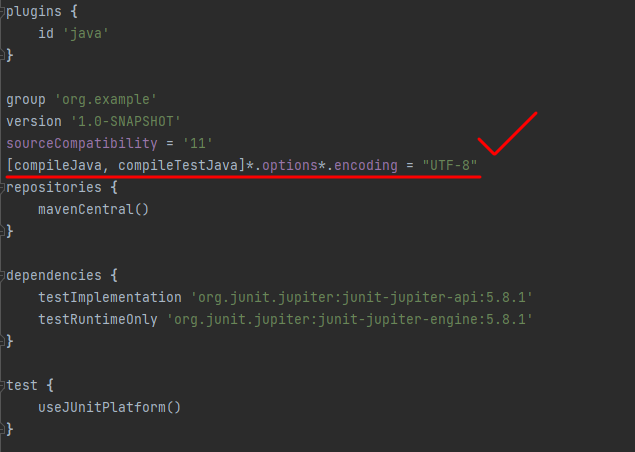 plugins {
    id 'java'
}
group 'org.example'
version '1.0-SNAPSHOT'
sourceCompatibility = '11'
[compileJava, compileTestJava]*.options*.encoding = "UTF-8"
repositories {
    mavenCentral()
}
dependencies {
    testImplementation 'org.junit.jupiter:junit-jupiter-api:5.8.1'
    testRuntimeOnly 'org.junit.jupiter:junit-jupiter-engine:5.8.1'
}
test {
    useJUnitPlatform()
}